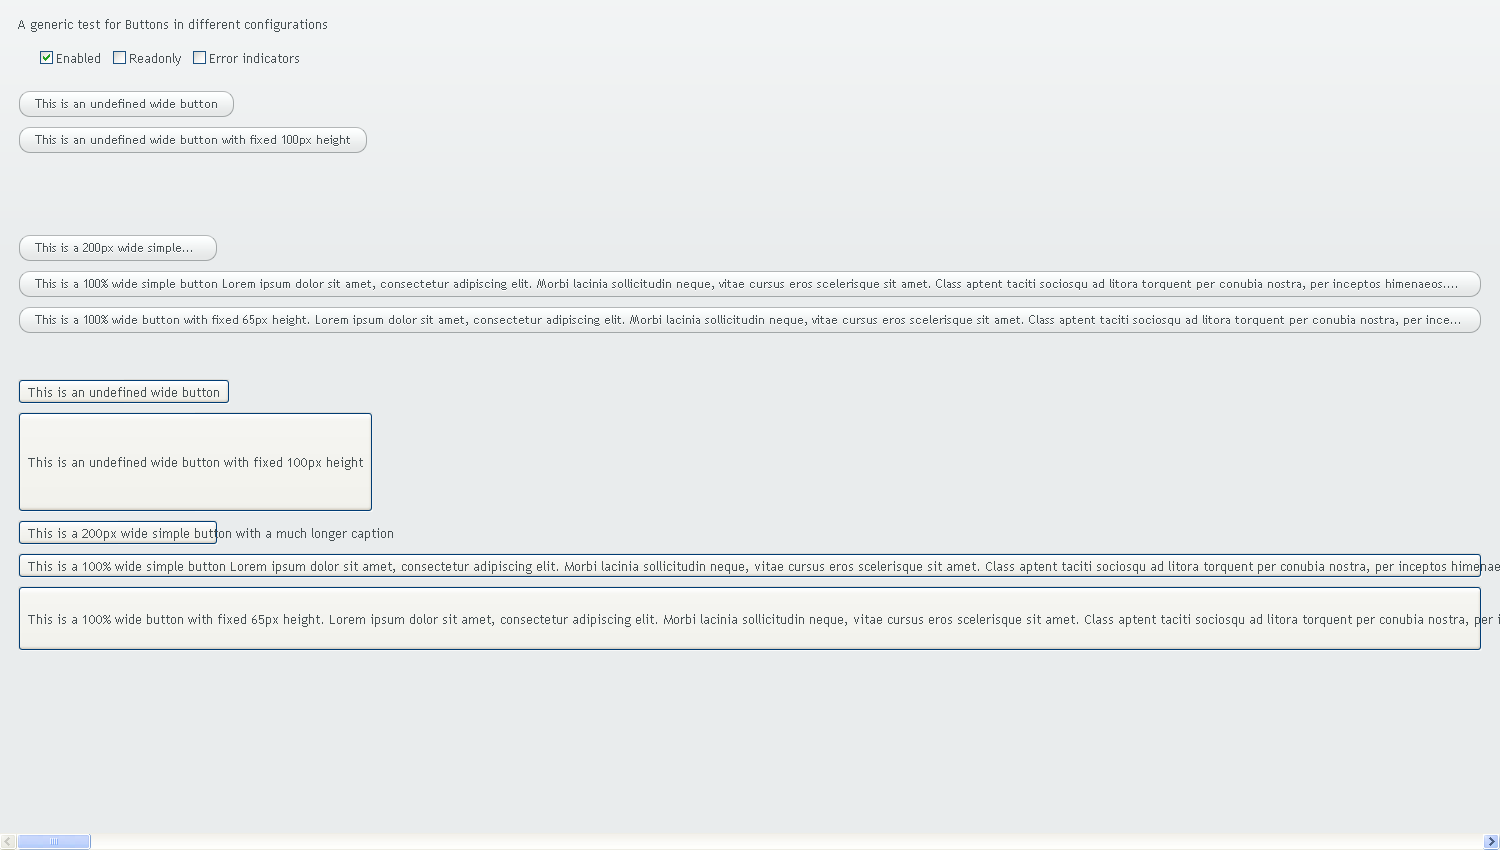 A generic test for Buttons in different configurations
Enabled Readonly Error indicators
This is an undefined wide button
This is an undefined wide button with fixed 100px height
This is a 200px wide simple...
This is a 100% wide simple button Lorem ipsum dolor sit amet, consectetur adipiscing elit. Morbi lacinia sollicitudin neque, vitae cursus eros scelerisque sit amet. Class aptent taciti sociosqu ad litora torquent per conubia nostra, per inceptos himenaeos....
This is a 100% wide button with fixed 65px height. Lorem ipsum dolor sit amet, consectetur adipiscing elit. Morbi lacinia sollicitudin neque, vitae cursus eros scelerisque sit amet. Class aptent taciti sociosqu ad litora torquent per conubia nostra, per ince...
This is an undefined wide button
This is an undefined wide button with fixed 100px height
This is a 200px wide simple button with a much longer caption
This is a 100% wide simple button Lorem ipsum dolor sit amet, consectetur adipiscing elit. Morbi lacinia sollicitudin neque, vitae cursus eros scelerisque sit amet. Class aptent taciti sociosqu ad litora torquent per conubia nostra, per inceptos himenae
This is a 100% wide button with fixed 65px height. Lorem ipsum dolor sit amet, consectetur adipiscing elit. Morbi lacinia sollicitudin neque, vitae cursus eros scelerisque sit amet. Class aptent taciti sociosqu ad litora torquent per conubia nostra, per i